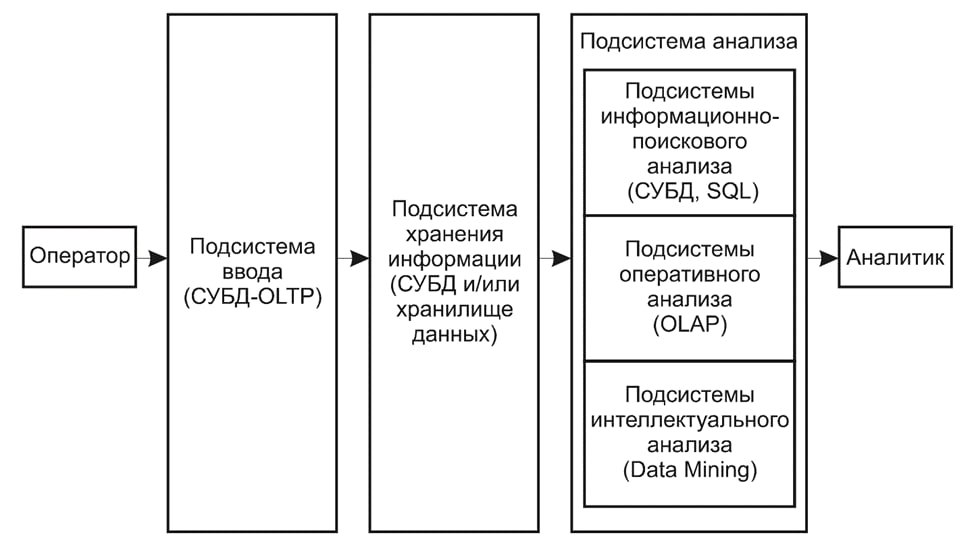 Оператор
Подсистема
ввода
(СУБД-OLTP)
Подсистема
хранения
информации
(СУБД и/или
хранилище
данных)
Подсистема анализа
Подсистемы
информационно-
поискового
анализа
(СУБД, SQL)
Подсистемы
оперативного
анализа
(OLAP)
Подсистемы
интеллектуального
анализа
(Data Mining)
Аналитик